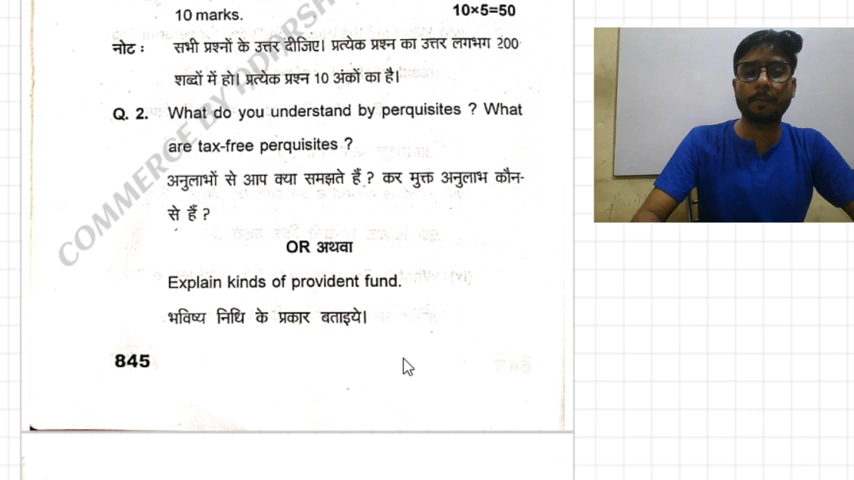 10 marks.
10×5=50
नोट : सभी प्रश्नों के उत्तर दीजिए। प्रत्येक प्रश्न का उत्तर लगभग 200
शब्दों में हो। प्रत्येक प्रश्न 10 अंकों का है।
Q. 2. What do you understand by perquisites ? What
are tax-free perquisites ?
अनुलाभों से आप क्या समझते हैं ? कर मुक्त अनुलाभ कौन-
से हैं ?
OR अथवा
Explain kinds of provident fund.
भविष्य निधि के प्रकार बताइये।
845
COMMERCE BY